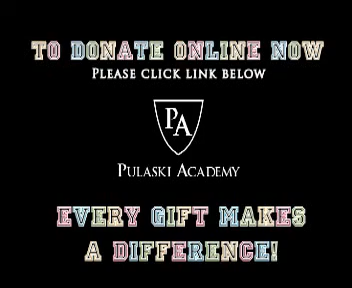 TO DONATE ONLINE NOW
PLEASE CLICK LINK BELOW
PA
PULASKI ACADEMY
EVERY GIFT MAKES
A DIFFERENCE!